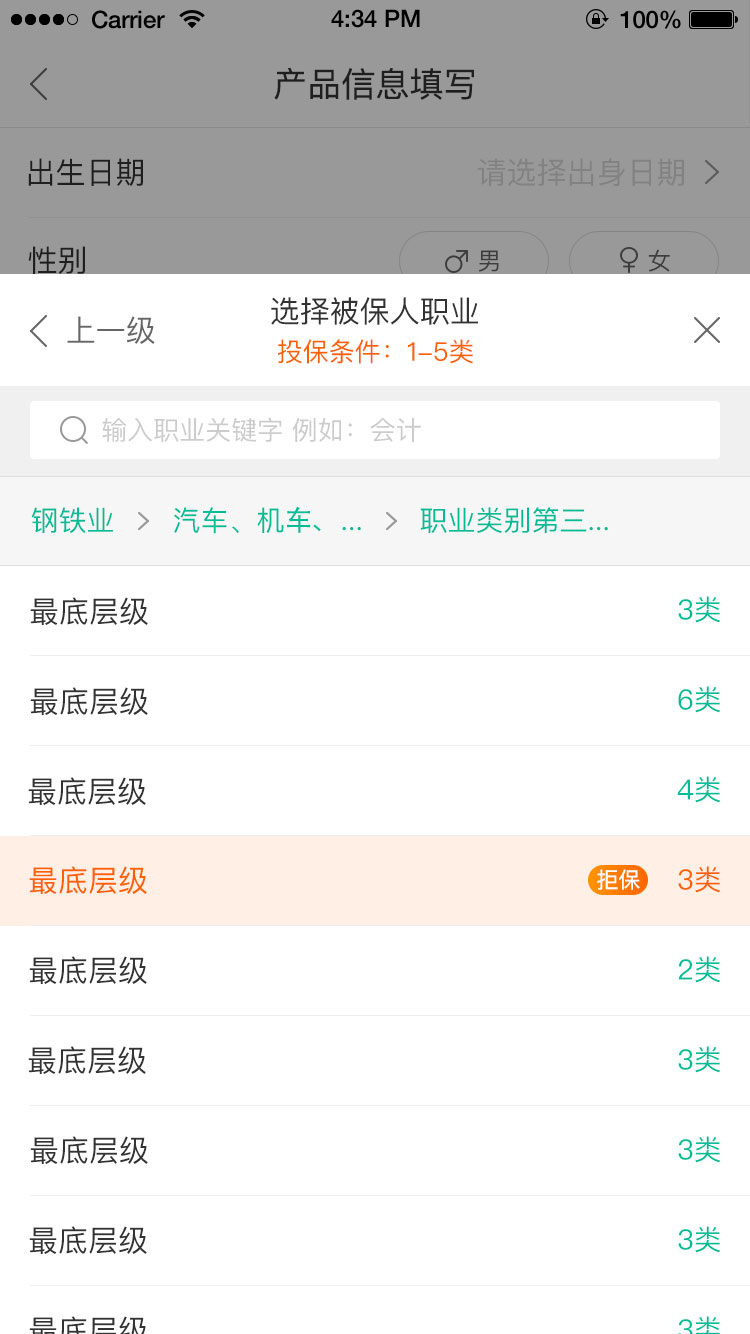 Carrier 4:34 PM 100%
产品信息填写
出生日期 请选择出身日期
性别 男 女
上一级 选择被保人职业
投保条件：1-5类
输入职业关键字 例如：会计
钢铁业 > 汽车、机车、... > 职业类别第三...
最底层级 3类
最底层级 6类
最底层级 4类
最底层级 拒保 3类
最底层级 2类
最底层级 3类
最底层级 3类
最底层级 3类
最底层级 3类